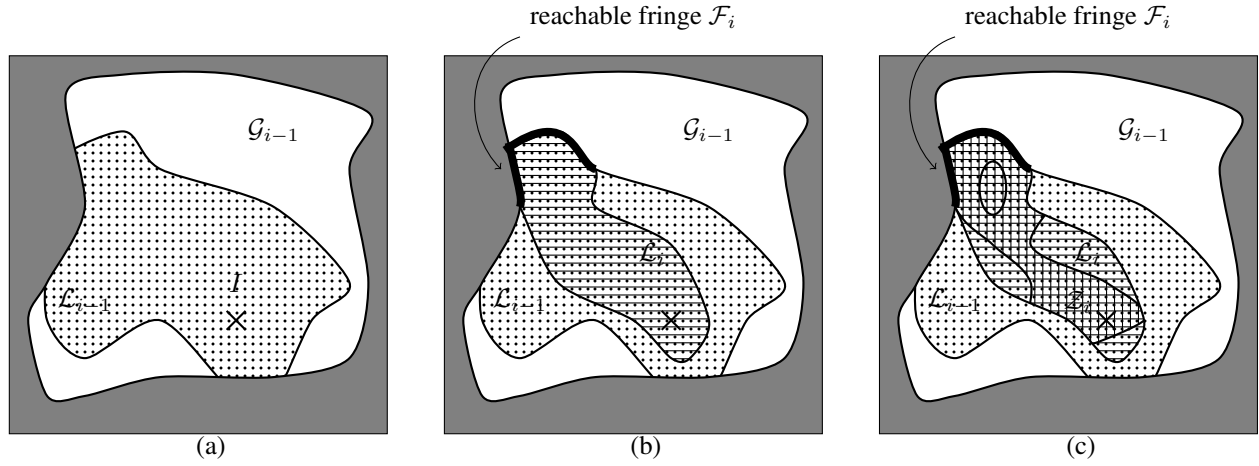 reachable fringe ℱᵢ
reachable fringe ℱᵢ
𝒢ᵢ₋₁
𝒢ᵢ₋₁
𝒢ᵢ₋₁
I
ℒᵢ₋₁
ℒᵢ
ℒᵢ₋₁
ℒᵢ
𝒵ᵢ
ℒᵢ₋₁
(a)
(b)
(c)